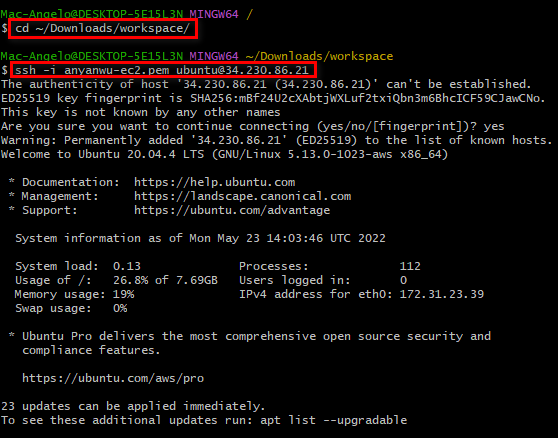 Mac-Angelo@DESKTOP-5E15L3N MINGW64 /
$ cd ~/Downloads/workspace/
Mac-Angelo@DESKTOP-5E15L3N MINGW64 ~/Downloads/workspace
$ ssh -i anyanwu-ec2.pem ubuntu@34.230.86.21
The authenticity of host '34.230.86.21 (34.230.86.21)' can't be established.
ED25519 key fingerprint is SHA256:mBf24U2cXAbtjWXLuf2txiQbn3m6BhcICF59CJawCNo.
This key is not known by any other names
Are you sure you want to continue connecting (yes/no/[fingerprint])? yes
Warning: Permanently added '34.230.86.21' (ED25519) to the list of known hosts.
Welcome to Ubuntu 20.04.4 LTS (GNU/Linux 5.13.0-1023-aws x86_64)
* Documentation: https://help.ubuntu.com
* Management: https://landscape.canonical.com
* Support: https://ubuntu.com/advantage
System information as of Mon May 23 14:03:46 UTC 2022
System load: 0.13 Processes: 112
Usage of /: 26.8% of 7.69GB Users logged in: 0
Memory usage: 19% IPv4 address for eth0: 172.31.23.39
Swap usage: 0%
* Ubuntu Pro delivers the most comprehensive open source security and
compliance features.
https://ubuntu.com/aws/pro
23 updates can be applied immediately.
To see these additional updates run: apt list --upgradable